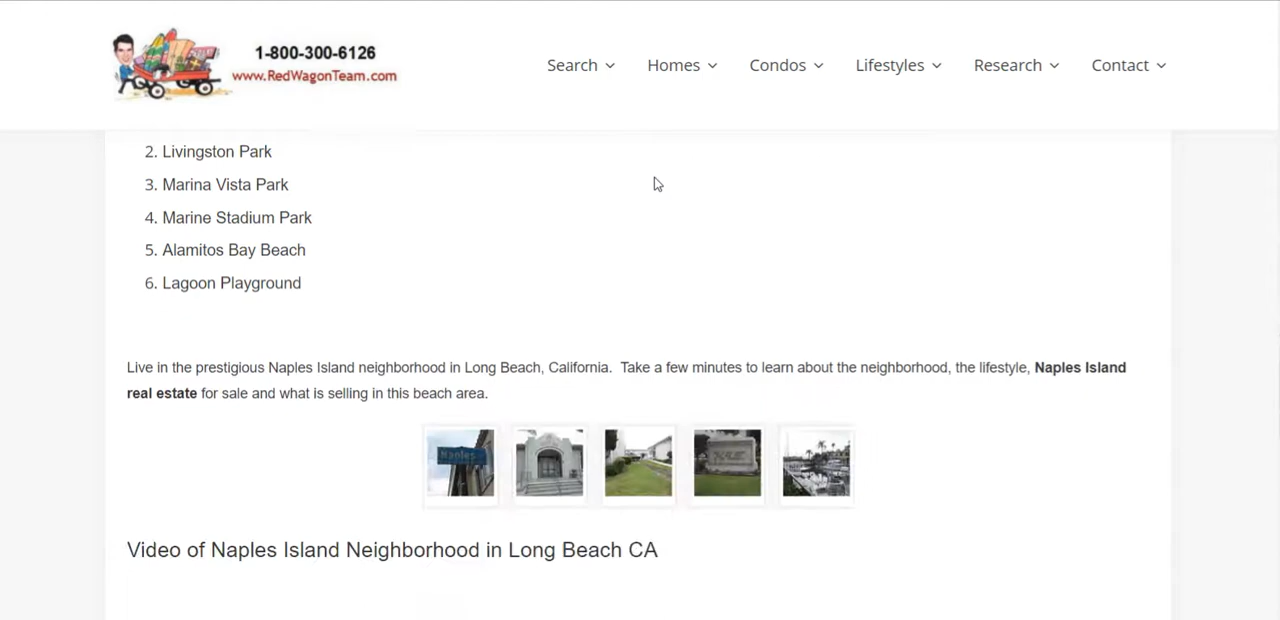 1-800-300-6126
www.RedWagonTeam.com
Search
Homes
Condos
Lifestyles
Research
Contact
2. Livingston Park
3. Marina Vista Park
4. Marine Stadium Park
5. Alamitos Bay Beach
6. Lagoon Playground
Live in the prestigious Naples Island neighborhood in Long Beach, California.  Take a few minutes to learn about the neighborhood, the lifestyle, Naples Island
real estate for sale and what is selling in this beach area.
Naples
Video of Naples Island Neighborhood in Long Beach CA